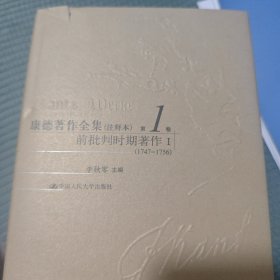 Kants Werke
康德著作全集(注释本) 第1卷
前批判时期著作 I
(1747-1756)
李秋零 主编
中国人民大学出版社
Kant